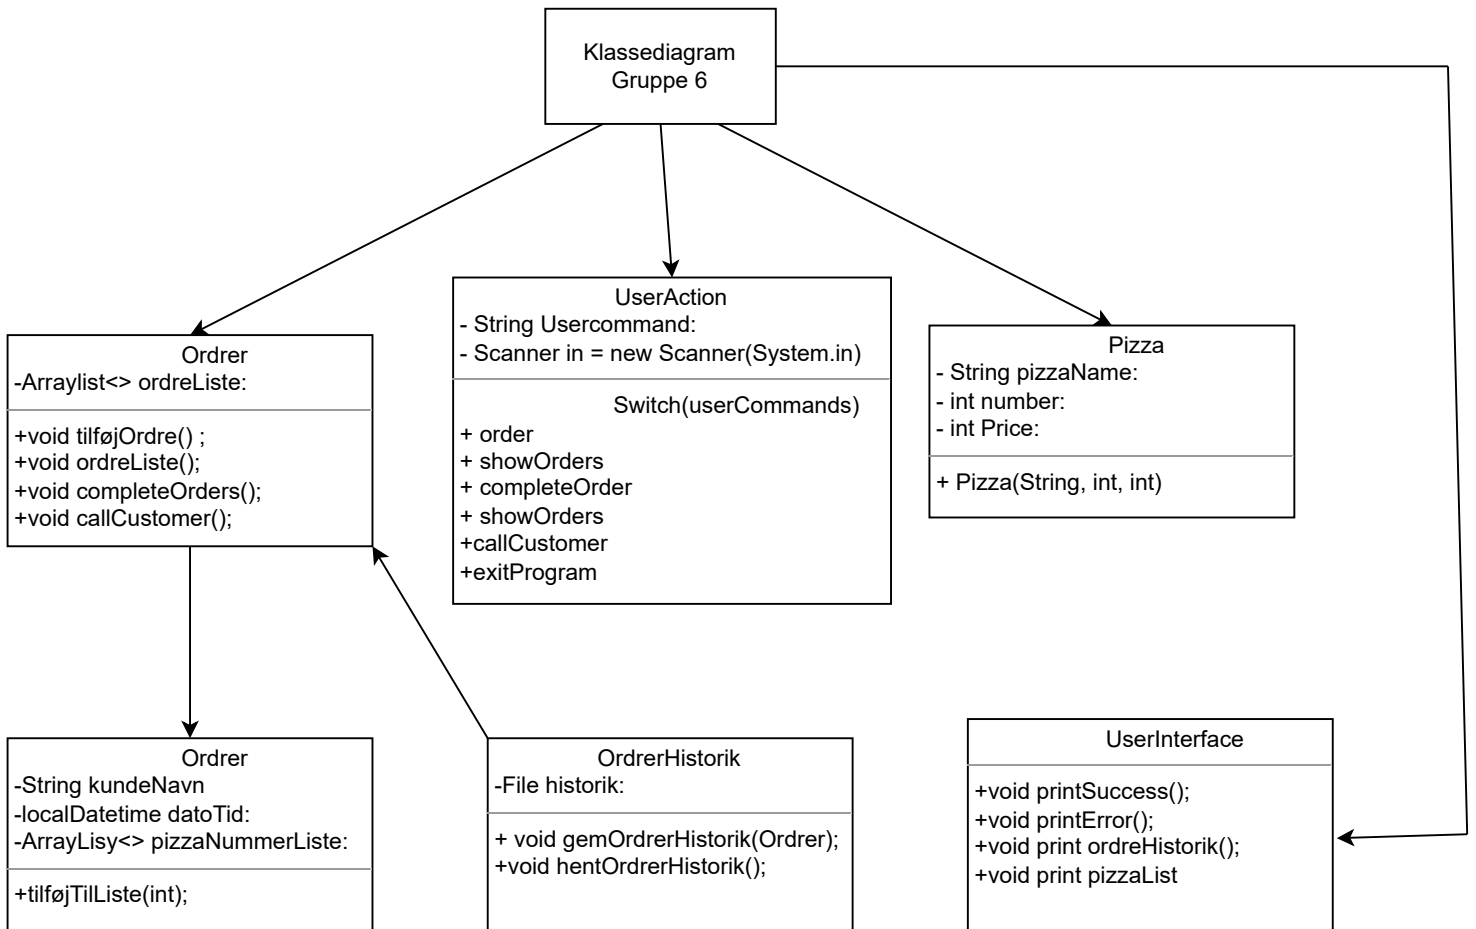 Klassediagram
Gruppe 6
Ordrer
-Arraylist<> ordreListe:
+void tilføjOrdre() ;
+void ordreListe();
+void completeOrders();
+void callCustomer();
UserAction
- String Usercommand:
- Scanner in = new Scanner(System.in)
Switch(userCommands)
+ order
+ showOrders
+ completeOrder
+ showOrders
+callCustomer
+exitProgram
Pizza
- String pizzaName:
- int number:
- int Price:
+ Pizza(String, int, int)
Ordrer
-String kundeNavn
-localDatetime datoTid:
-ArrayLisy<> pizzaNummerListe:
+tilføjTilListe(int);
OrdrerHistorik
-File historik:
+ void gemOrdrerHistorik(Ordrer);
+void hentOrdrerHistorik();
UserInterface
+void printSuccess();
+void printError();
+void print ordreHistorik();
+void print pizzaList